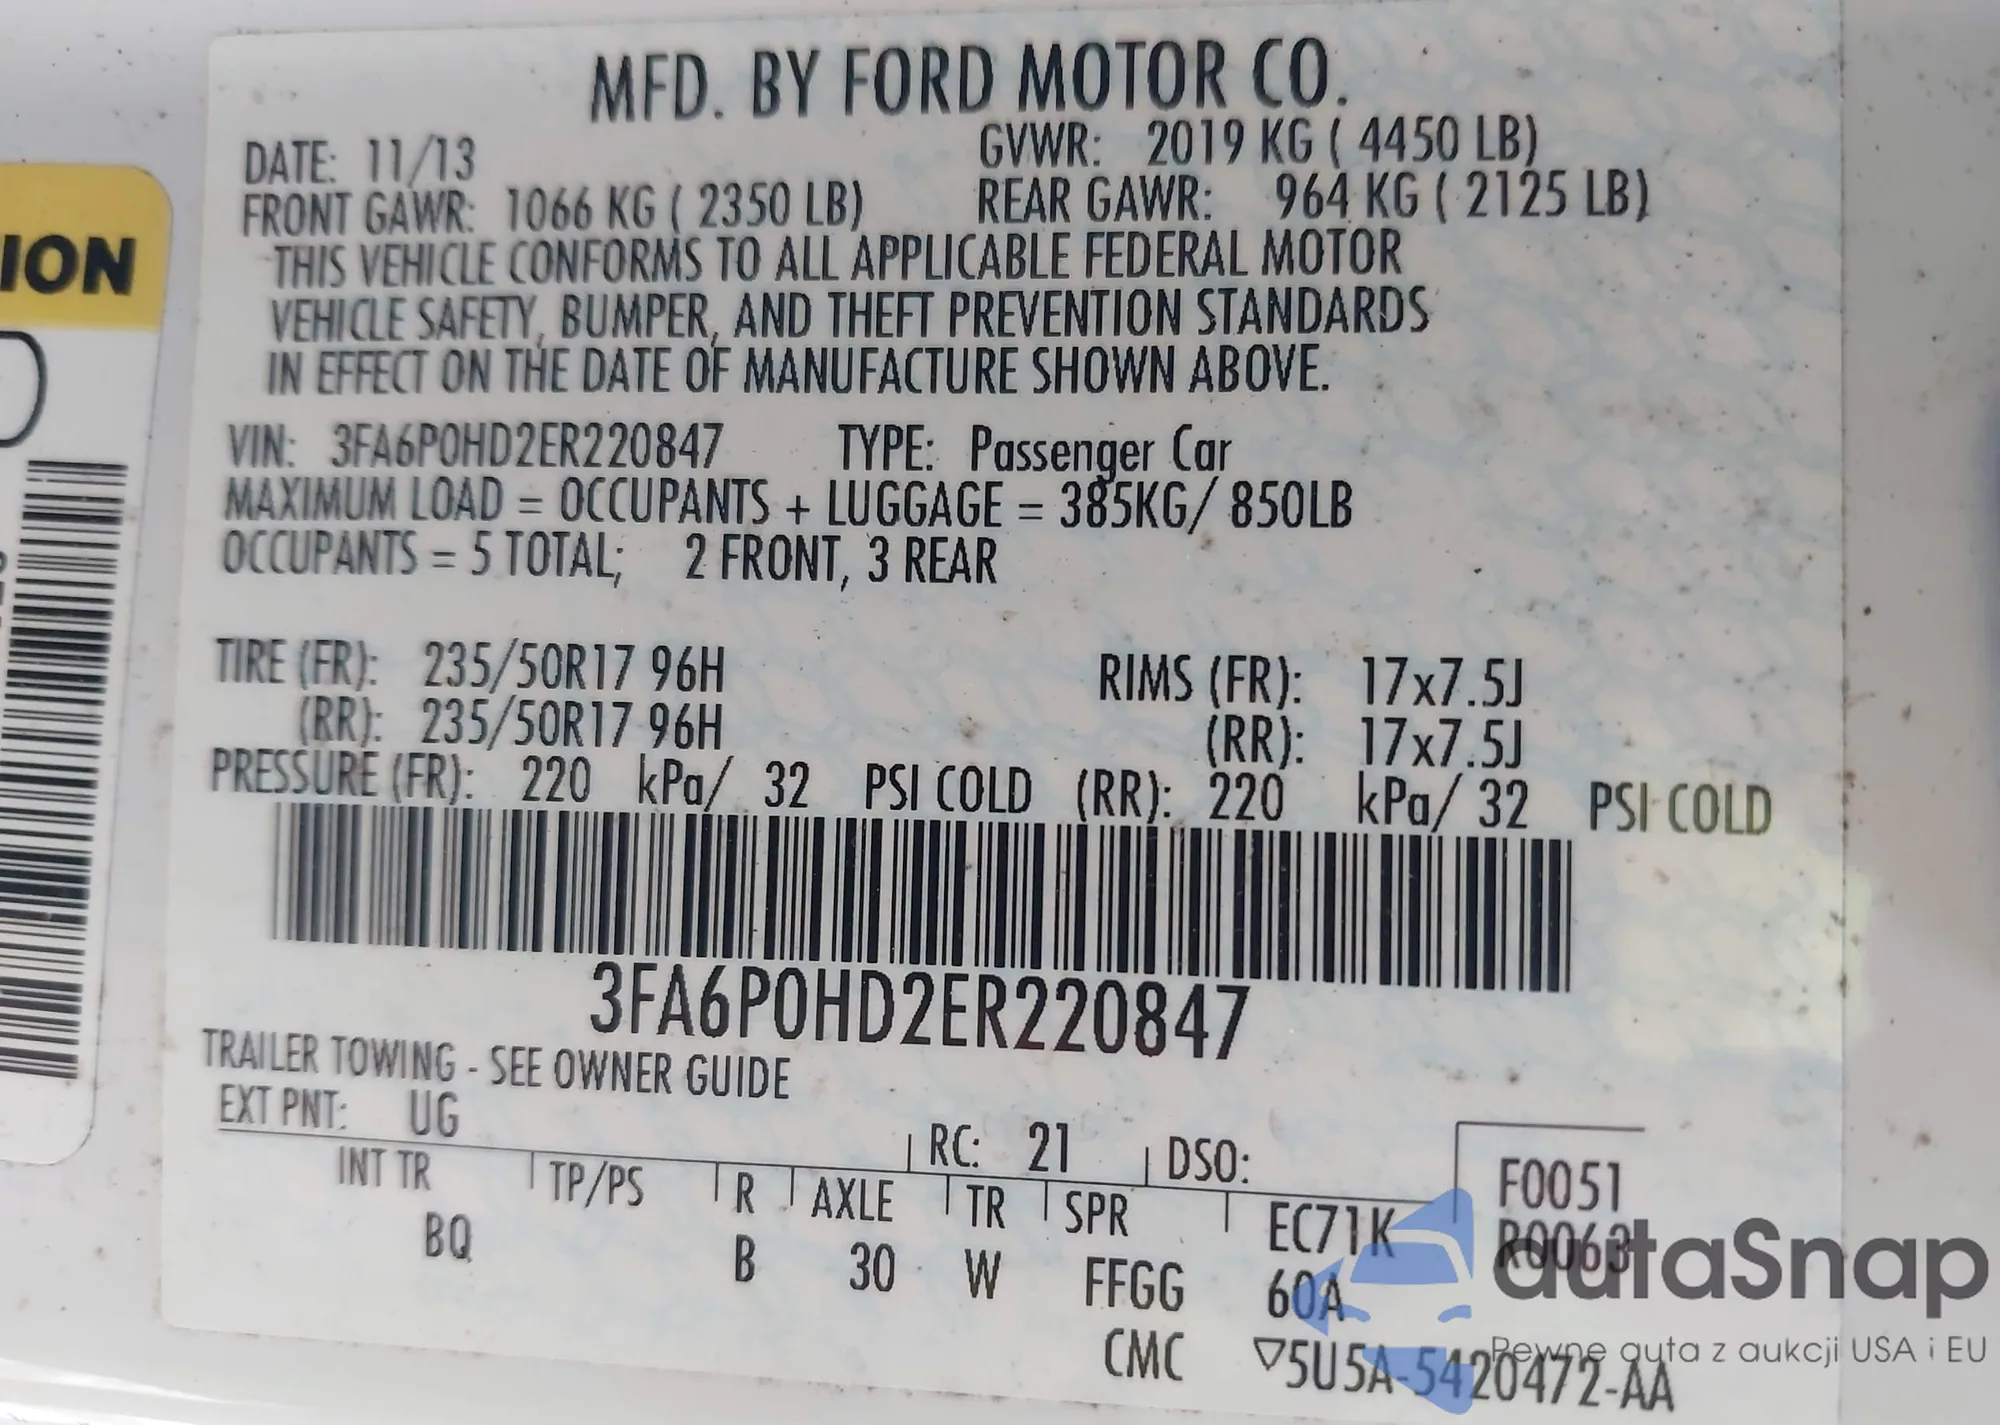 MFD. BY FORD MOTOR CO.
DATE: 11/13 GVWR: 2019 KG ( 4450 LB)
FRONT GAWR: 1066 KG ( 2350 LB) REAR GAWR: 964 KG ( 2125 LB)
THIS VEHICLE CONFORMS TO ALL APPLICABLE FEDERAL MOTOR
VEHICLE SAFETY, BUMPER, AND THEFT PREVENTION STANDARDS
IN EFFECT ON THE DATE OF MANUFACTURE SHOWN ABOVE.
ION
VIN: 3FA6P0HD2ER220847 TYPE: Passenger Car
MAXIMUM LOAD = OCCUPANTS + LUGGAGE = 385KG/ 850LB
OCCUPANTS = 5 TOTAL; 2 FRONT, 3 REAR
TIRE (FR): 235/50R17 96H RIMS (FR): 17x7.5J
(RR): 235/50R17 96H (RR): 17x7.5J
PRESSURE (FR): 220 kPa/ 32 PSI COLD (RR): 220 kPa/ 32 PSI COLD
3FA6P0HD2ER220847
TRAILER TOWING - SEE OWNER GUIDE
EXT PNT: UG RC: 21 DSO:
INT TR TP/PS R AXLE TR SPR EC71K F0051
BQ B 30 W FFGG 60A R0063
CMC ▽5U5A-5420472-AA
autaSnap
Pewne auta z aukcji USA i EU